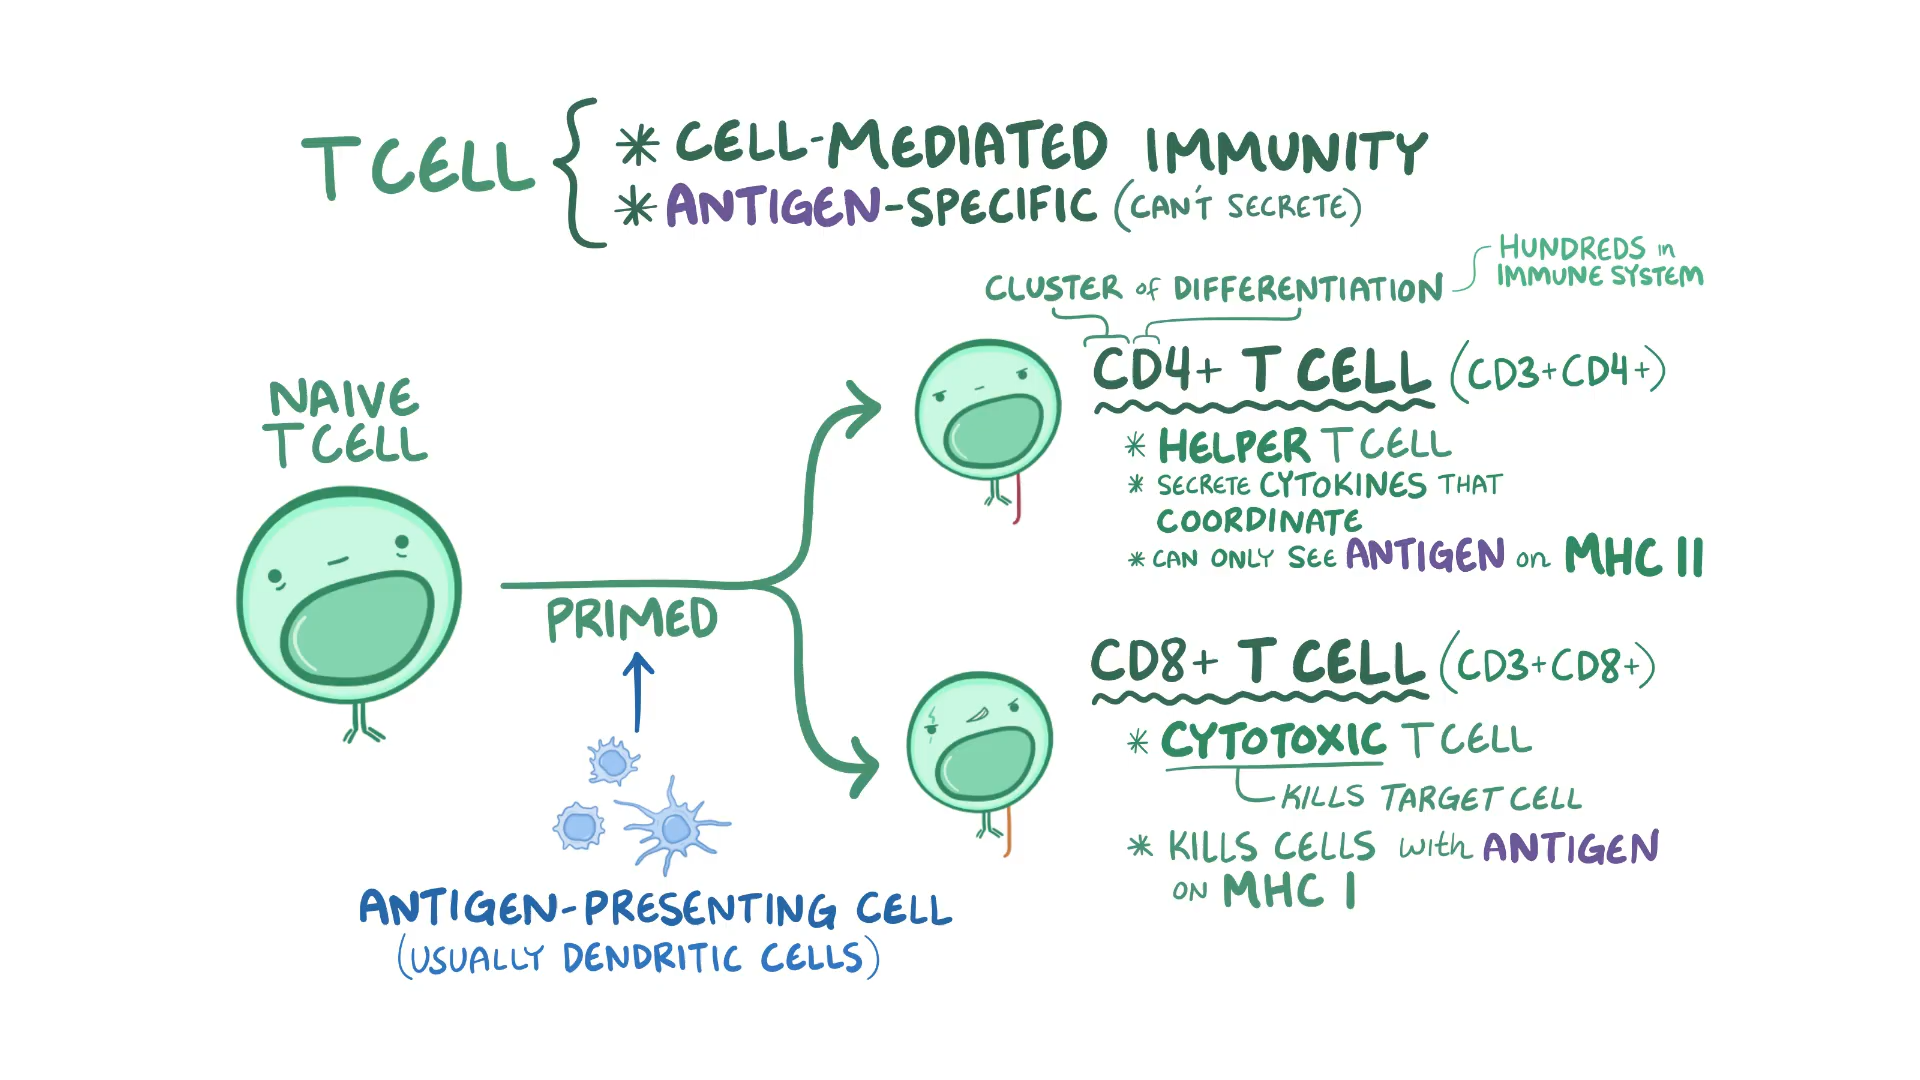 T CELL
* CELL-MEDIATED IMMUNITY
* ANTIGEN-SPECIFIC (CAN'T SECRETE)
HUNDREDS in
IMMUNE SYSTEM
CLUSTER of DIFFERENTIATION
CD4+ T CELL (CD3+CD4+)
* HELPER T CELL
* SECRETE CYTOKINES THAT
COORDINATE
* CAN ONLY SEE ANTIGEN on MHC II
NAIVE
T CELL
PRIMED
ANTIGEN-PRESENTING CELL
(USUALLY DENDRITIC CELLS)
CD8+ T CELL (CD3+CD8+)
* CYTOTOXIC T CELL
KILLS TARGET CELL
* KILLS CELLS with ANTIGEN
ON MHC I